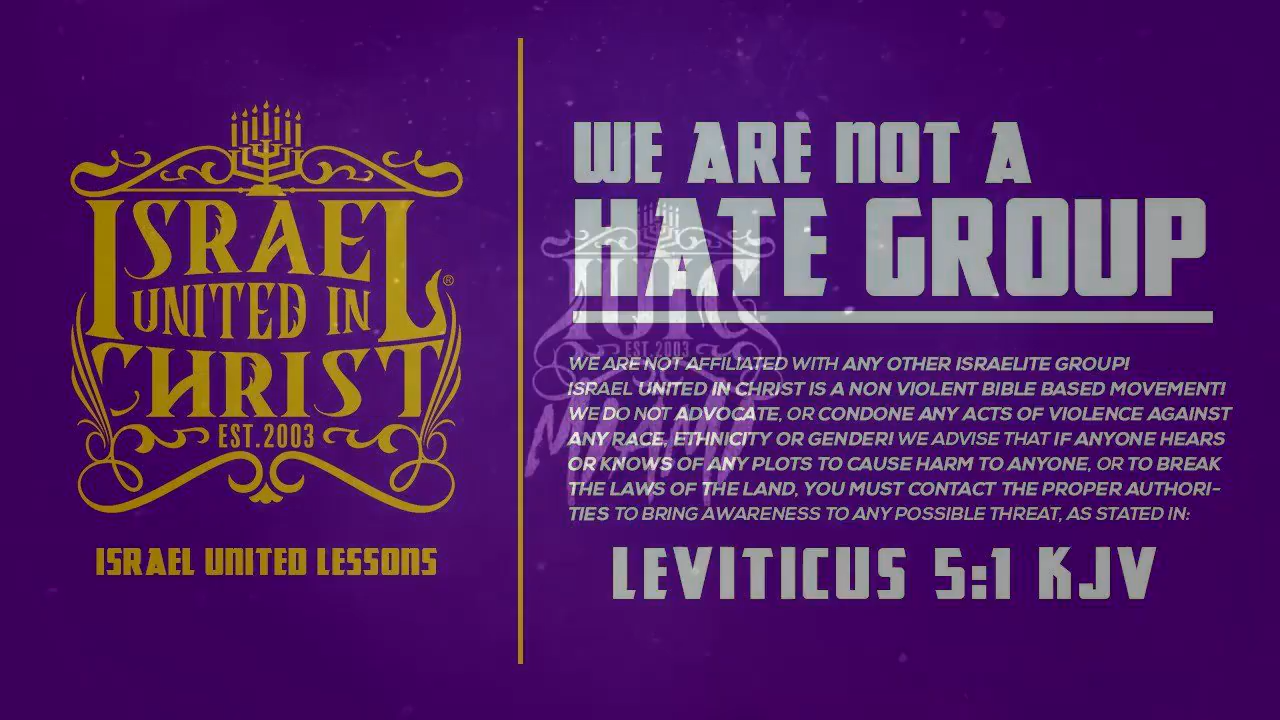 ISRAEL
UNITED IN
CHRIST
®
EST.2003
ISRAEL UNITED LESSONS
WE ARE NOT A
HATE GROUP
WE ARE NOT AFFILIATED WITH ANY OTHER ISRAELITE GROUP!
ISRAEL UNITED IN CHRIST IS A NON VIOLENT BIBLE BASED MOVEMENT!
WE DO NOT ADVOCATE, OR CONDONE ANY ACTS OF VIOLENCE AGAINST
ANY RACE, ETHNICITY OR GENDER! WE ADVISE THAT IF ANYONE HEARS
OR KNOWS OF ANY PLOTS TO CAUSE HARM TO ANYONE, OR TO BREAK
THE LAWS OF THE LAND, YOU MUST CONTACT THE PROPER AUTHORI-
TIES TO BRING AWARENESS TO ANY POSSIBLE THREAT, AS STATED IN:
LEVITICUS 5:1 KJV
IUIC
EST. 2003
MIAMI